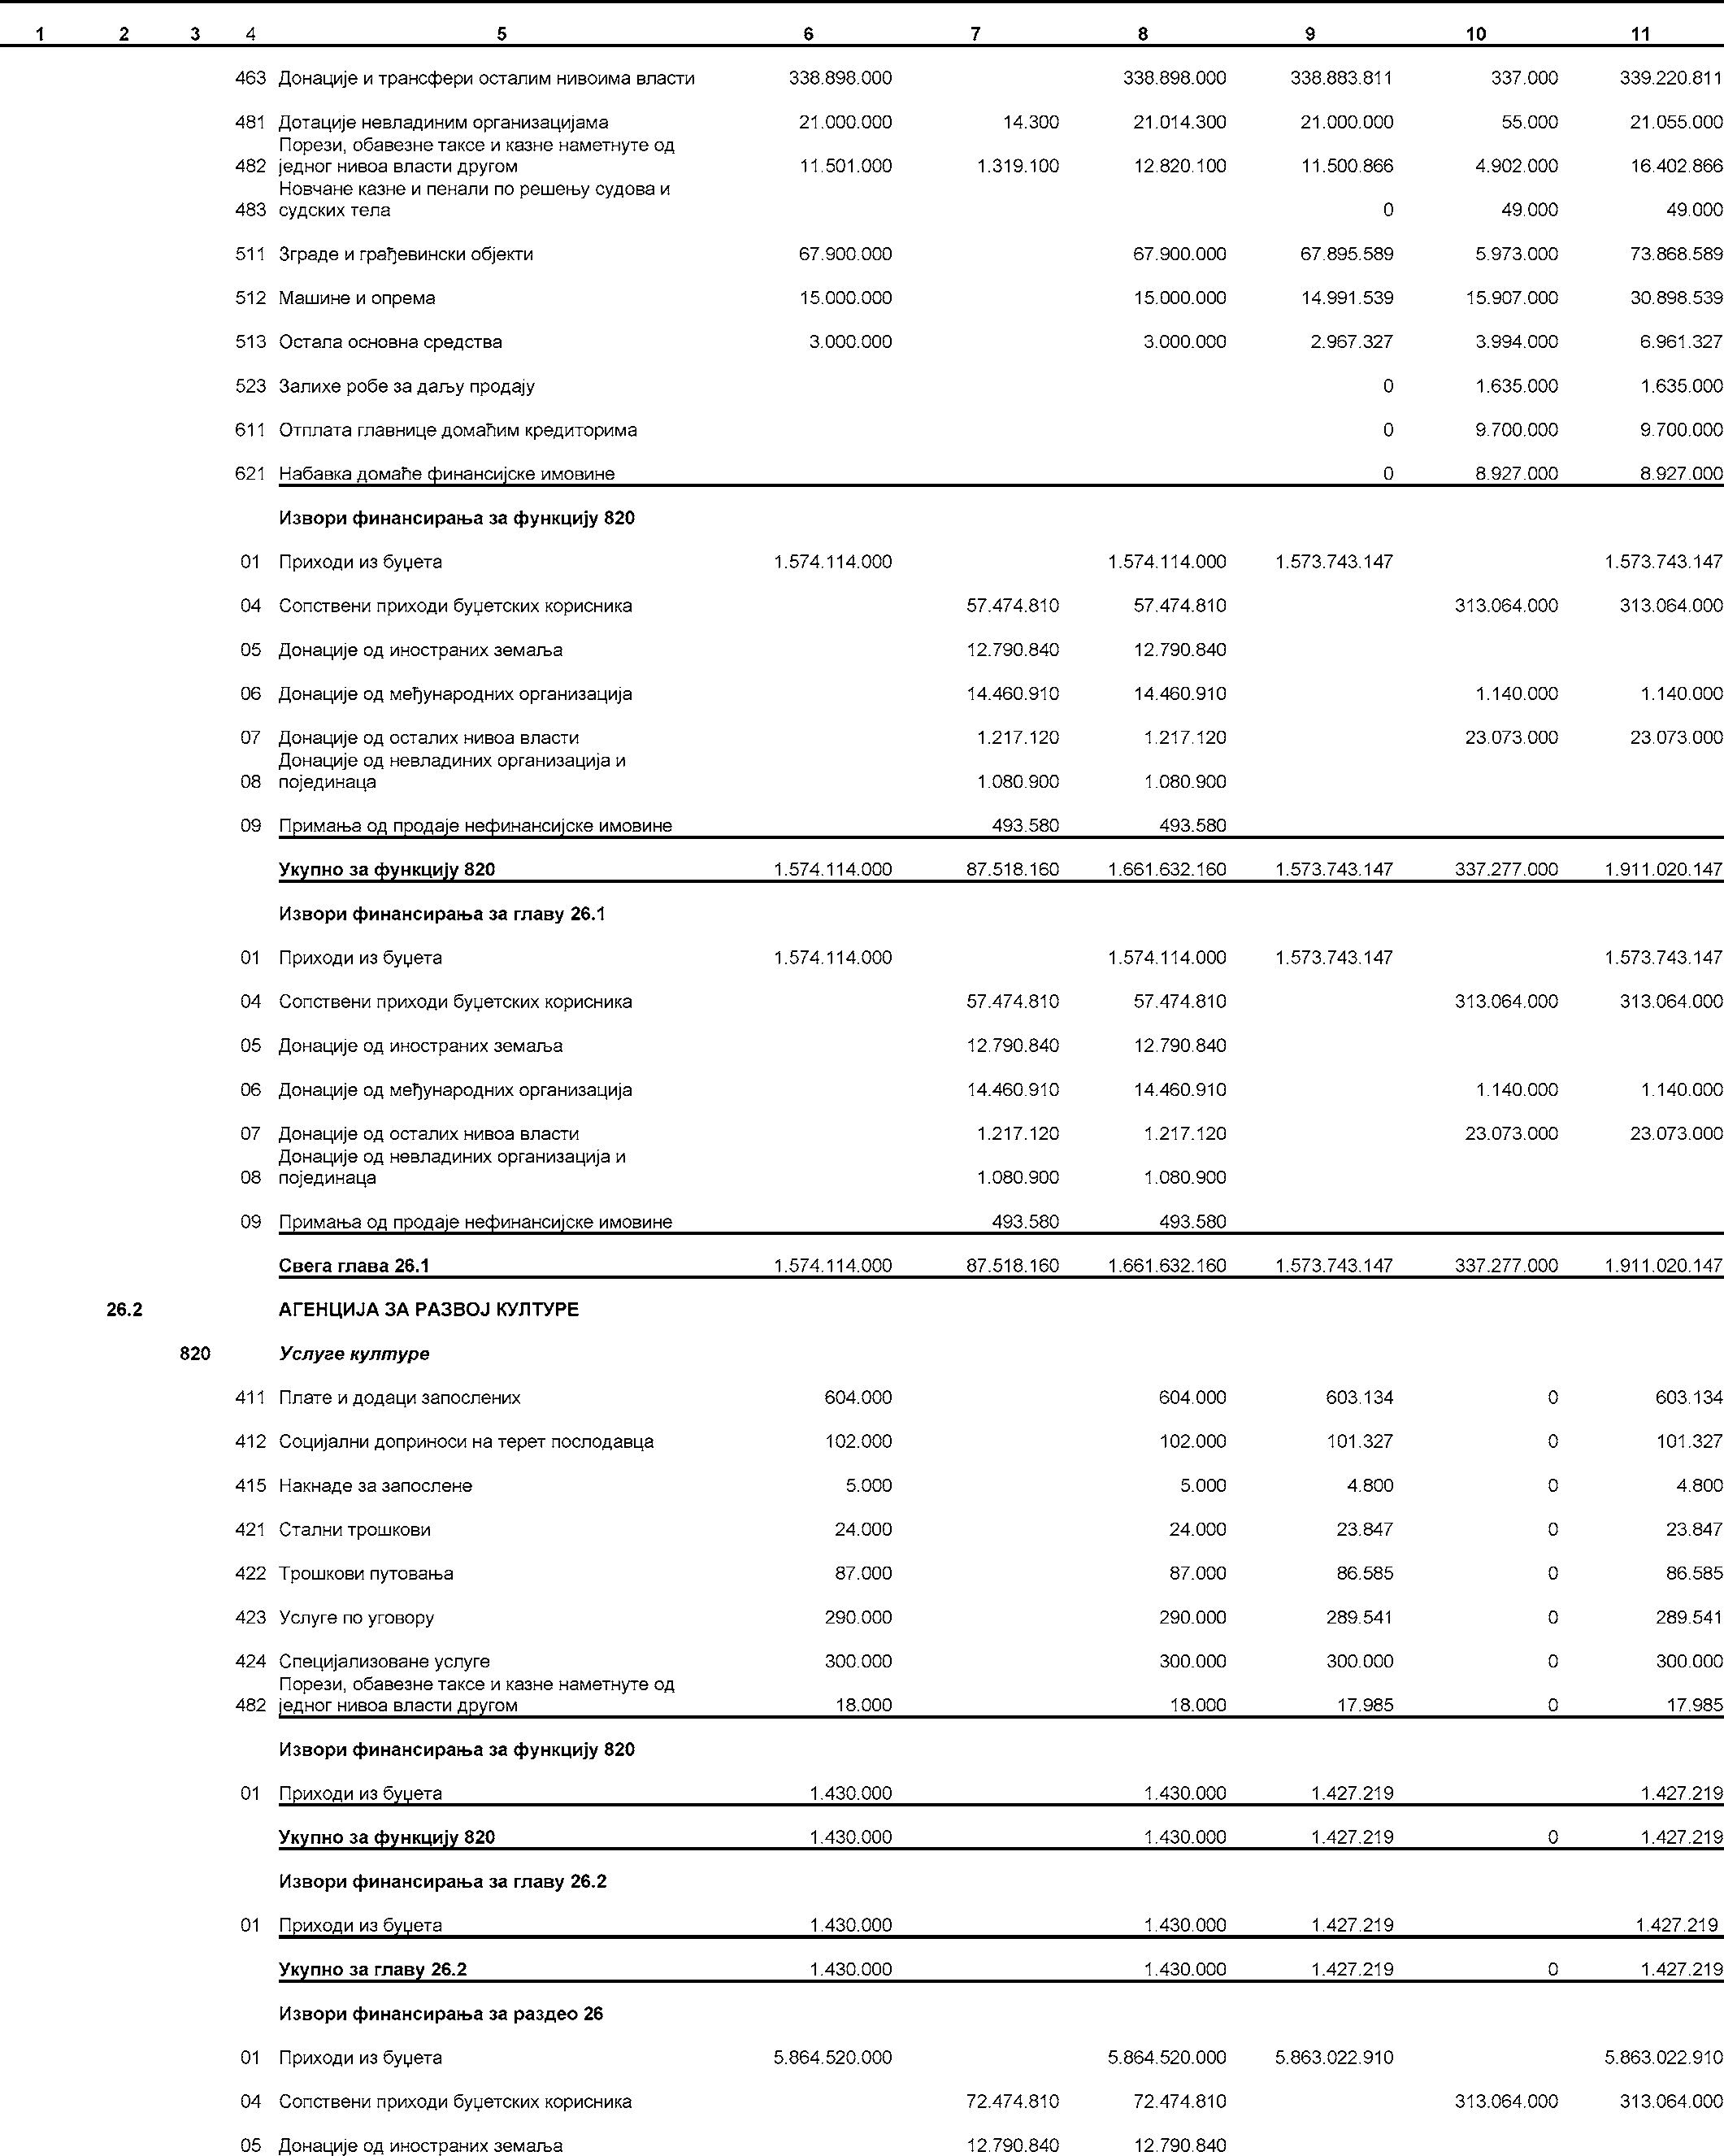 1 2 3 4 5 6 7 8 9 10 11
463 Донације и трансфери осталим нивоима власти 338.898.000 338.898.000 338.883.811 337.000 339.220.811
481 Дотације невладиним организацијама 21.000.000 14.300 21.014.300 21.000.000 55.000 21.055.000
Порези, обавезне таксе и казне наметнуте од
482 једног нивоа власти другом 11.501.000 1.319.100 12.820.100 11.500.866 4.902.000 16.402.866
Новчане казне и пенали по решењу судова и
483 судских тела 0 49.000 49.000
511 Зграде и грађевински објекти 67.900.000 67.900.000 67.895.589 5.973.000 73.868.589
512 Машине и опрема 15.000.000 15.000.000 14.991.539 15.907.000 30.898.539
513 Остала основна средства 3.000.000 3.000.000 2.967.327 3.994.000 6.961.327
523 Залихе робе за даљу продају 0 1.635.000 1.635.000
611 Отплата главнице домаћим кредиторима 0 9.700.000 9.700.000
621 Набавка домаће финансијске имовине 0 8.927.000 8.927.000
Извори финансирања за функцију 820
01 Приходи из буџета 1.574.114.000 1.574.114.000 1.573.743.147 1.573.743.147
04 Сопствени приходи буџетских корисника 57.474.810 57.474.810 313.064.000 313.064.000
05 Донације од иностраних земаља 12.790.840 12.790.840
06 Донације од међународних организација 14.460.910 14.460.910 1.140.000 1.140.000
07 Донације од осталих нивоа власти 1.217.120 1.217.120 23.073.000 23.073.000
Донације од невладиних организација и
08 појединаца 1.080.900 1.080.900
09 Примања од продаје нефинансијске имовине 493.580 493.580
Укупно за функцију 820 1.574.114.000 87.518.160 1.661.632.160 1.573.743.147 337.277.000 1.911.020.147
Извори финансирања за главу 26.1
01 Приходи из буџета 1.574.114.000 1.574.114.000 1.573.743.147 1.573.743.147
04 Сопствени приходи буџетских корисника 57.474.810 57.474.810 313.064.000 313.064.000
05 Донације од иностраних земаља 12.790.840 12.790.840
06 Донације од међународних организација 14.460.910 14.460.910 1.140.000 1.140.000
07 Донације од осталих нивоа власти 1.217.120 1.217.120 23.073.000 23.073.000
Донације од невладиних организација и
08 појединаца 1.080.900 1.080.900
09 Примања од продаје нефинансијске имовине 493.580 493.580
Свега глава 26.1 1.574.114.000 87.518.160 1.661.632.160 1.573.743.147 337.277.000 1.911.020.147
26.2 АГЕНЦИЈА ЗА РАЗВОЈ КУЛТУРЕ
820 Услуге културе
411 Плате и додаци запослених 604.000 604.000 603.134 0 603.134
412 Социјални доприноси на терет послодавца 102.000 102.000 101.327 0 101.327
415 Накнаде за запослене 5.000 5.000 4.800 0 4.800
421 Стални трошкови 24.000 24.000 23.847 0 23.847
422 Трошкови путовања 87.000 87.000 86.585 0 86.585
423 Услуге по уговору 290.000 290.000 289.541 0 289.541
424 Специјализоване услуге 300.000 300.000 300.000 0 300.000
Порези, обавезне таксе и казне наметнуте од
482 једног нивоа власти другом 18.000 18.000 17.985 0 17.985
Извори финансирања за функцију 820
01 Приходи из буџета 1.430.000 1.430.000 1.427.219 1.427.219
Укупно за функцију 820 1.430.000 1.430.000 1.427.219 0 1.427.219
Извори финансирања за главу 26.2
01 Приходи из буџета 1.430.000 1.430.000 1.427.219 1.427.219
Укупно за главу 26.2 1.430.000 1.430.000 1.427.219 0 1.427.219
Извори финансирања за раздео 26
01 Приходи из буџета 5.864.520.000 5.864.520.000 5.863.022.910 5.863.022.910
04 Сопствени приходи буџетских корисника 72.474.810 72.474.810 313.064.000 313.064.000
05 Донације од иностраних земаља 12.790.840 12.790.840